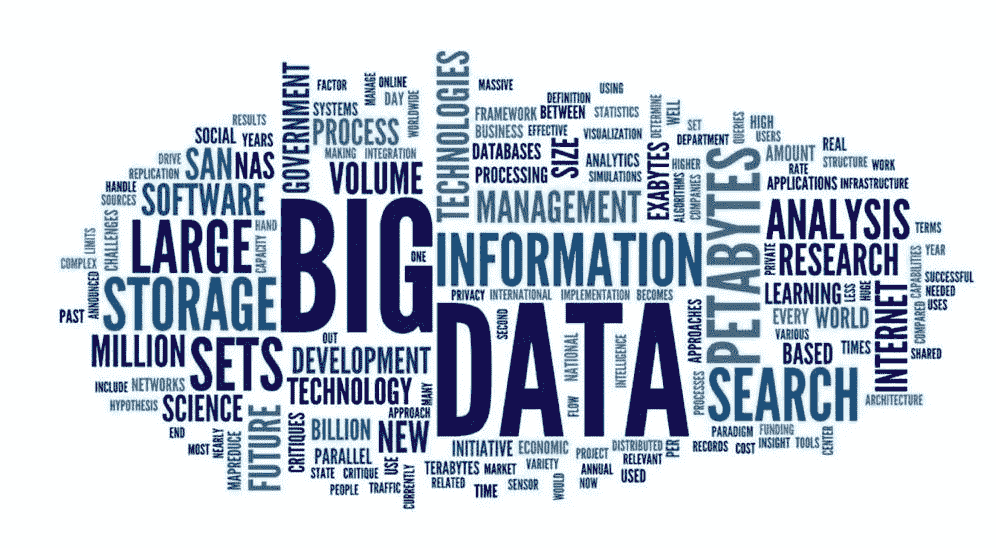 RESULTS
SOCIAL
YEARS
DRIVE
SAN
NAS
REPLICATION
HANDLE
SOURCES
SOFTWARE
CHALLENGES
LIMITS
COMPLEX
LARGE
HAND
CAPACITY
ANNOUNCED
PAST
STORAGE
MILLION
SETS
INCLUDE
NETWORKS
HYPOTHESIS
SCIENCE
END
MOST
NEARLY
MAPREDUCE
FUTURE
GOVERNMENT
FACTOR
MANAGE
ONLINE
DAY
WORLDWIDE
SYSTEMS
PROCESS
MAKING
INTEGRATION
VOLUME
BIG
ONE
OUT
DEVELOPMENT
TECHNOLOGY
MANY
APPROACH
CRITIQUES
BILLION
NEW
PARALLEL
USE
STATE
CRITIQUE
PEOPLE
TRAFFIC
CURRENTLY
TECHNOLOGIES
MASSIVE
USING
DEFINITION
FRAMEWORK
BETWEEN
STATISTICS
BUSINESS
EFFECTIVE
VISUALIZATION
DATABASES
SIZE
ANALYTICS
PROCESSING
SIMULATIONS
DETERMINE
WELL
EXABYTES
MANAGEMENT
HIGHER
ALGORITHMS
COMPANIES
INFORMATION
PRIVACY
INTERNATIONAL
IMPLEMENTATION
BECOMES
DATA
SECOND
NATIONAL
FLOW
INTELLIGENCE
APPROACHES
PROCESSES
INITIATIVE
ECONOMIC
PROJECT
DISTRIBUTED
PER
TERABYTES
MARKET
VARIETY
ANNUAL
RELEVANT
RELATED
TIME
SENSOR
WOULD
NOW
USED
SET
DEPARTMENT
QUERIES
HIGH
USERS
PETABYTES
AMOUNT
REAL
RATE
STRUCTURE
WORK
APPLICATIONS
INFRASTRUCTURE
ANALYSIS
TERMS
PRIVATE
RESEARCH
CAPABILITIES
YEAR
LEARNING
LESS
HUGE
SUCCESSFUL
NEEDED
USES
COMPARED
EVERY
WORLD
INTERNET
VARIOUS
BASED
TIMES
SHARED
SEARCH
ARCHITECTURE
PARADIGM
FUNDING
RECORDS
COST
INSIGHT
TOOLS
CENTER